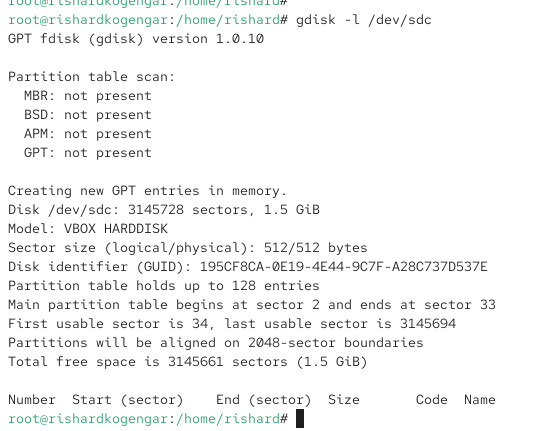 root@rishardkogengar:/home/rishard#
root@rishardkogengar:/home/rishard# gdisk -l /dev/sdc
GPT fdisk (gdisk) version 1.0.10
Partition table scan:
  MBR: not present
  BSD: not present
  APM: not present
  GPT: not present
Creating new GPT entries in memory.
Disk /dev/sdc: 3145728 sectors, 1.5 GiB
Model: VBOX HARDDISK
Sector size (logical/physical): 512/512 bytes
Disk identifier (GUID): 195CF8CA-0E19-4E44-9C7F-A28C737D537E
Partition table holds up to 128 entries
Main partition table begins at sector 2 and ends at sector 33
First usable sector is 34, last usable sector is 3145694
Partitions will be aligned on 2048-sector boundaries
Total free space is 3145661 sectors (1.5 GiB)
Number  Start (sector)    End (sector)  Size       Code  Name
root@rishardkogengar:/home/rishard#